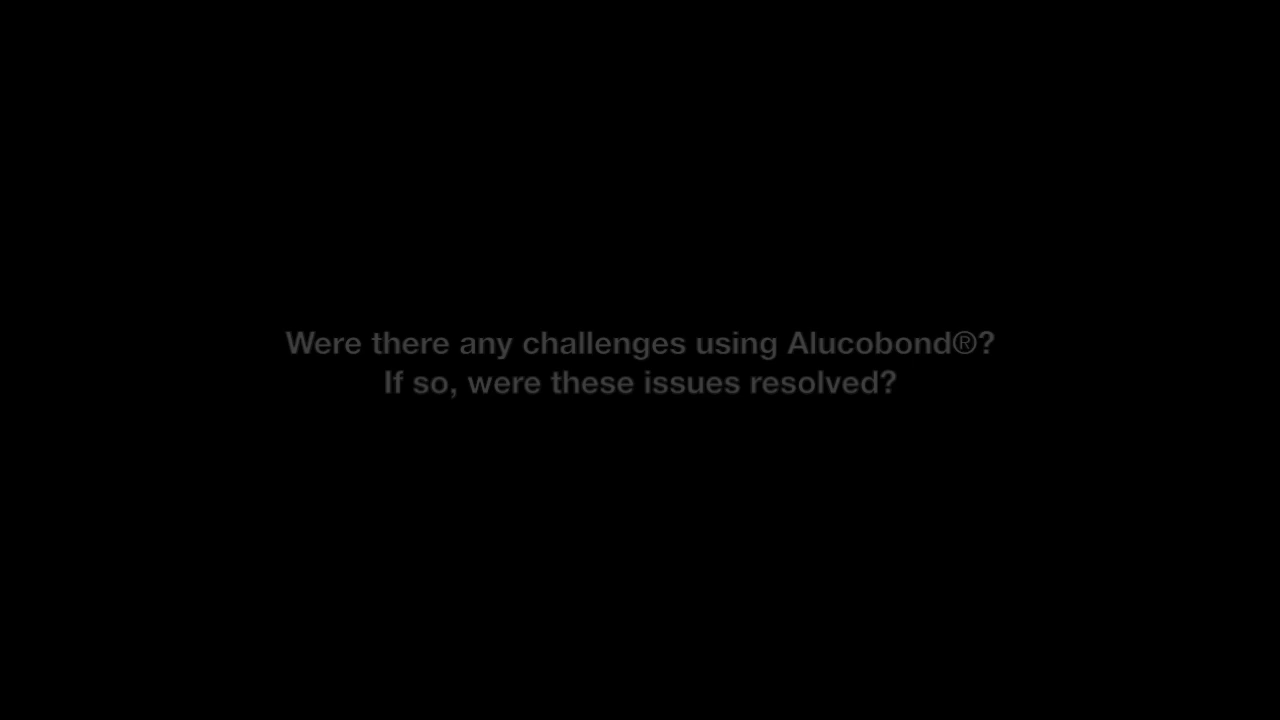 Were there any challenges using Alucobond®?
If so, were these issues resolved?